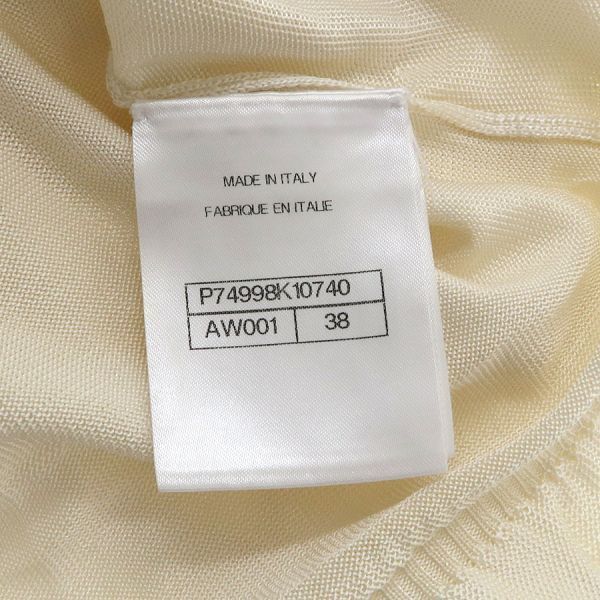 MADE IN ITALY
FABRIQUE EN ITALIE
P74998K10740
AW001 38